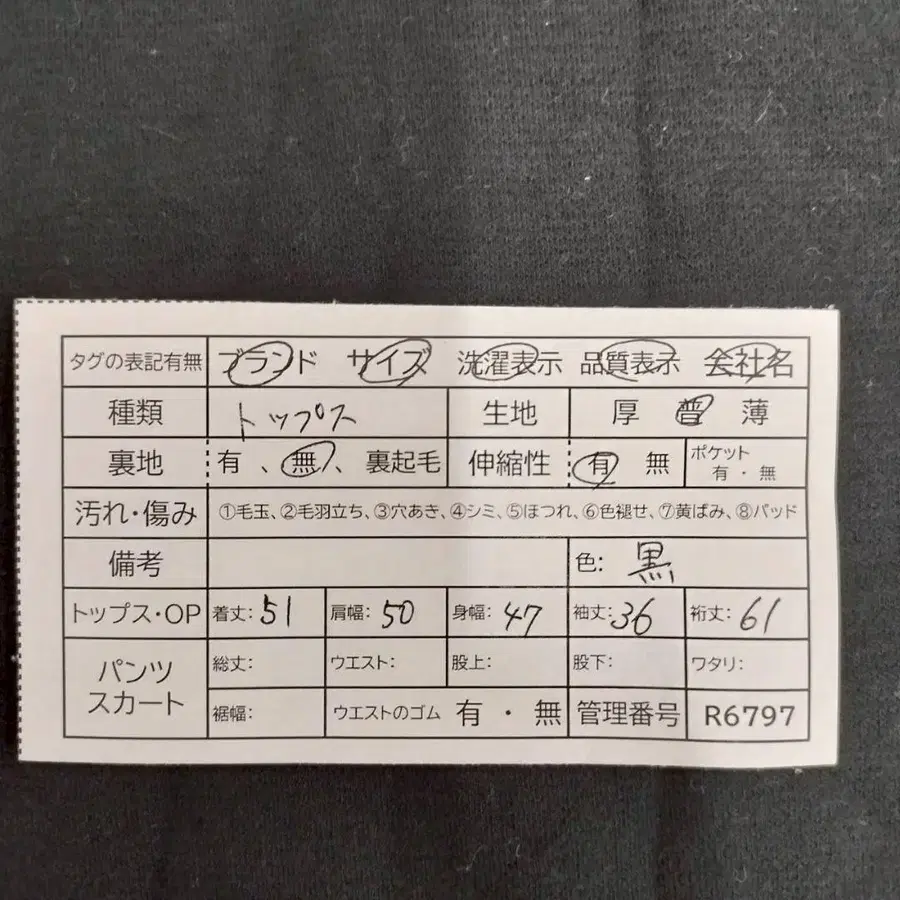 タグの表記有無 ブランド サイズ 洗濯表示 品質表示 会社名
種類 トップス 生地 厚 普 薄
裏地 有 、無、 裏起毛 伸縮性 有 無 ポケット 有 ・ 無
汚れ・傷み ①毛玉、②毛羽立ち、③穴あき、④シミ、⑤ほつれ、⑥色褪せ、⑦黄ばみ、⑧パッド
備考 色: 黒
トップス・OP 着丈: 51 肩幅: 50 身幅: 47 袖丈: 36 裄丈: 61
パンツ スカート 総丈: ウエスト: 股上: 股下: ワタリ:
裾幅: ウエストのゴム 有 ・ 無 管理番号 R6797